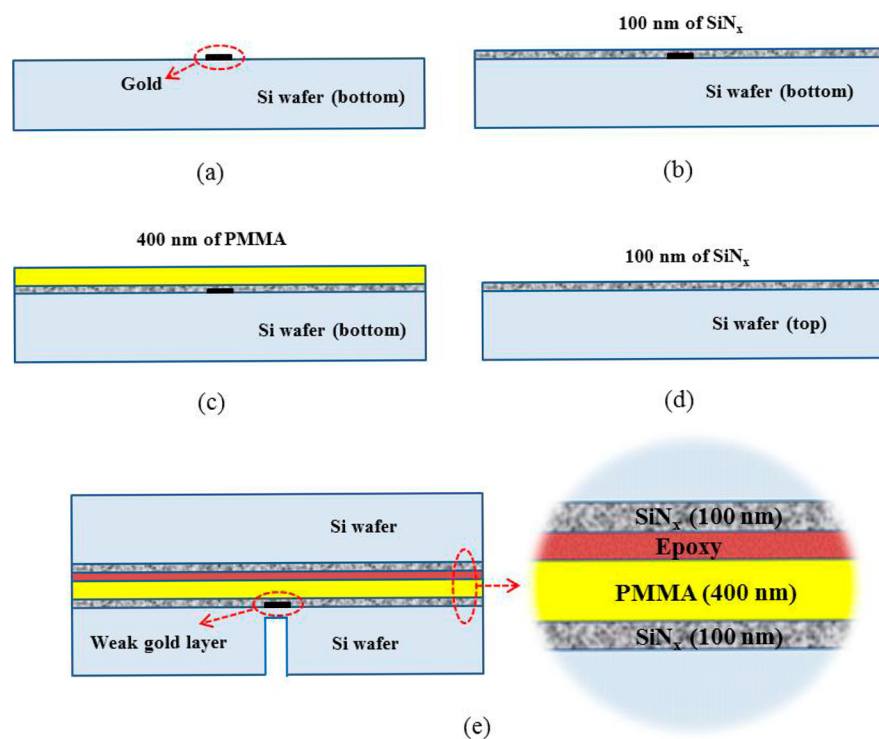 Gold
Si wafer (bottom)
(a)
100 nm of SiNₓ
Si wafer (bottom)
(b)
400 nm of PMMA
Si wafer (bottom)
(c)
100 nm of SiNₓ
Si wafer (top)
(d)
Si wafer
Weak gold layer
Si wafer
SiNₓ (100 nm)
Epoxy
PMMA (400 nm)
SiNₓ (100 nm)
(e)